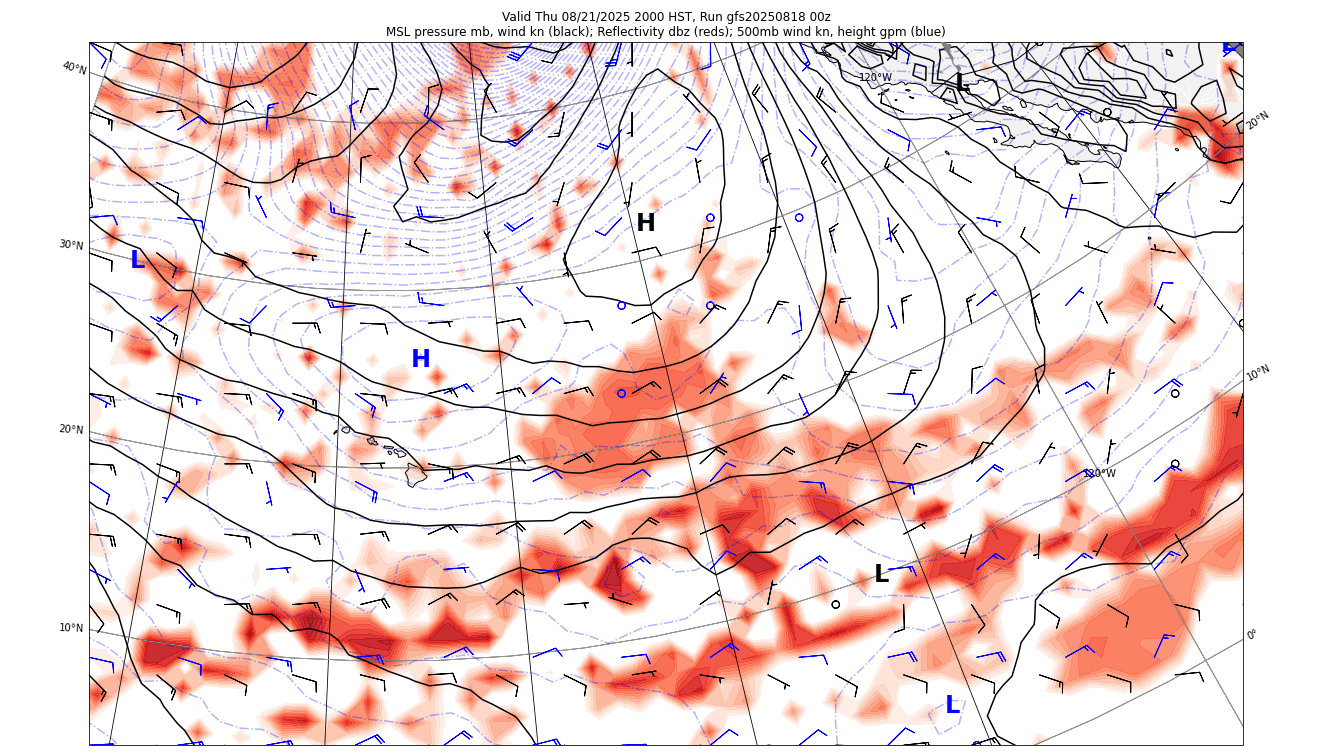 Valid Thu 08/21/2025 2000 HST, Run gfs20250818 00z
MSL pressure mb, wind kn (black); Reflectivity dbz (reds); 500mb wind kn, height gpm (blue)
40°N
120°W
L
20°N
H
30°N
L
H
10°N
20°N
120°W
L
10°N
0°
L